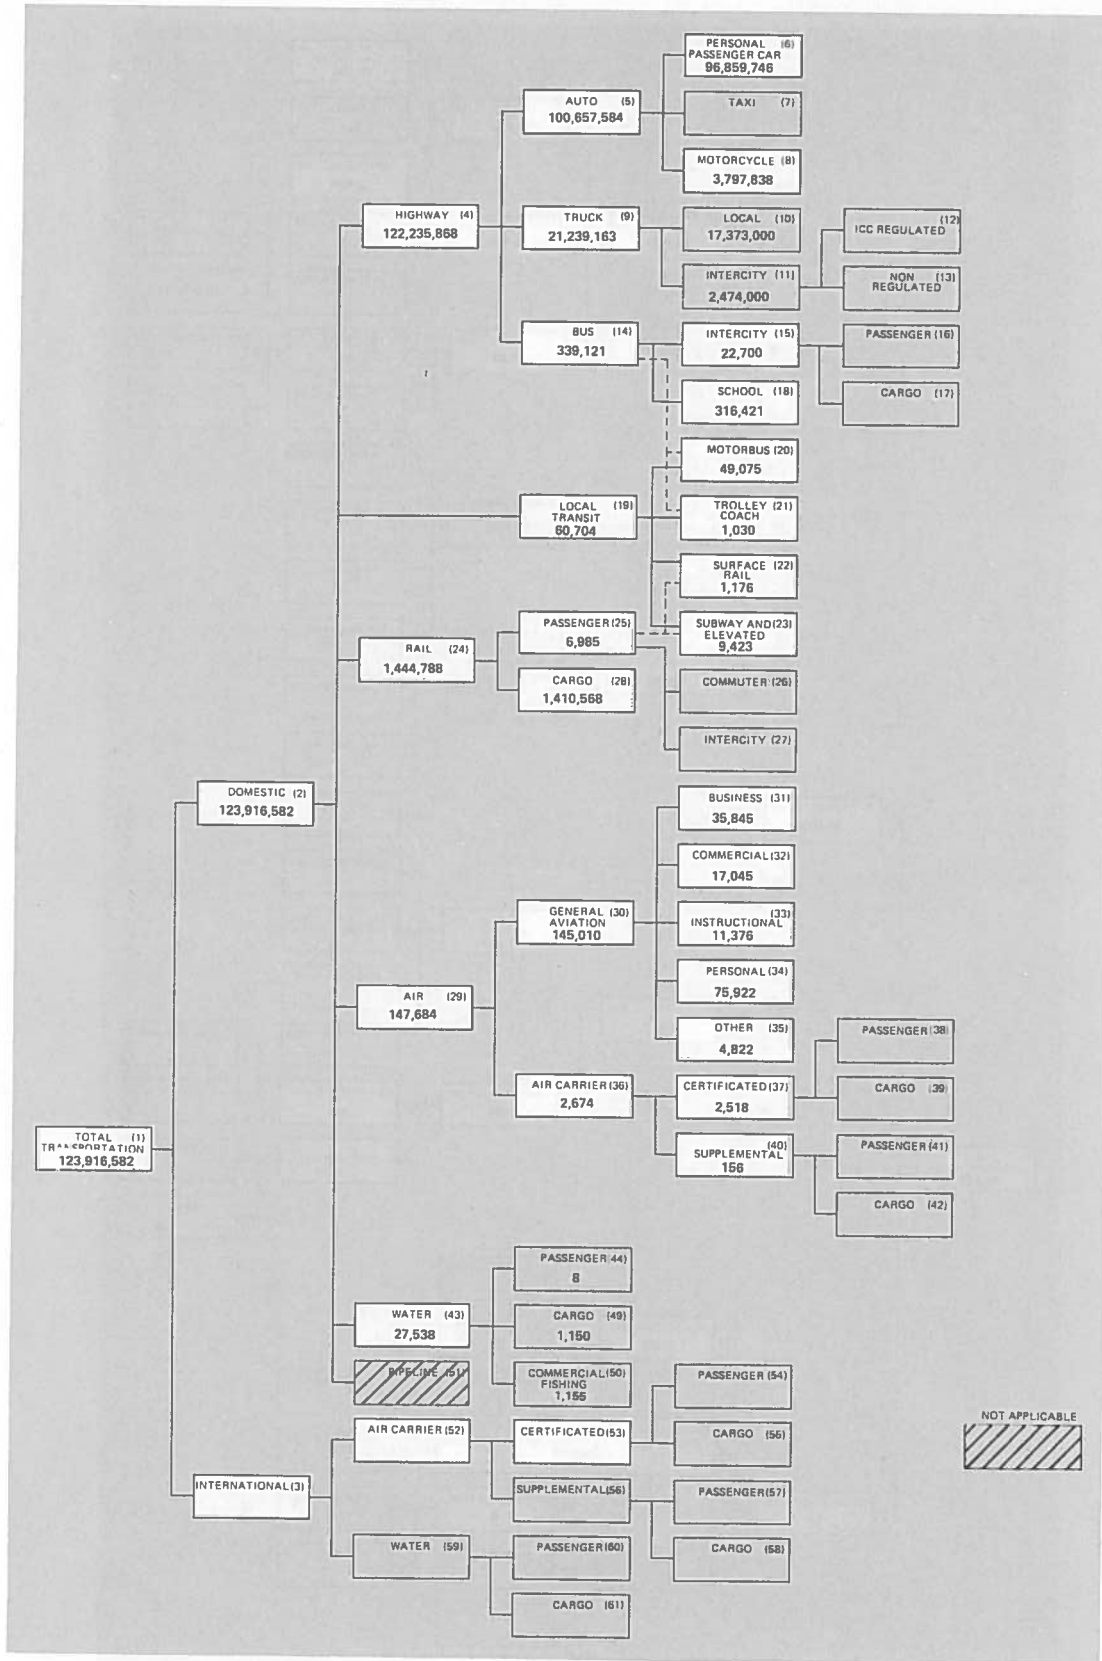 PERSONAL (6)
PASSENGER CAR
96,859,746
AUTO (5)
100,657,584
TAXI (7)
MOTORCYCLE (8)
3,797,838
HIGHWAY (4)
122,235,868
TRUCK (9)
21,239,163
LOCAL (10)
17,373,000
(12)
ICC REGULATED
INTERCITY (11)
2,474,000
NON (13)
REGULATED
BUS (14)
339,121
INTERCITY (15)
22,700
PASSENGER (16)
SCHOOL (18)
316,421
CARGO (17)
MOTORBUS (20)
49,075
LOCAL (19)
TRANSIT
60,704
TROLLEY (21)
COACH
1,030
SURFACE (22)
RAIL
1,176
PASSENGER (25)
6,985
SUBWAY AND (23)
ELEVATED
9,423
RAIL (24)
1,444,788
CARGO (28)
1,410,568
COMMUTER (26)
INTERCITY (27)
DOMESTIC (2)
123,916,582
BUSINESS (31)
35,845
COMMERCIAL (32)
17,045
GENERAL (30)
AVIATION
145,010
(33)
INSTRUCTIONAL
11,376
PERSONAL (34)
75,922
AIR (29)
147,684
OTHER (35)
4,822
PASSENGER (38)
AIR CARRIER (36)
2,674
CERTIFICATED (37)
2,518
CARGO (39)
TOTAL (1)
TRANSPORTATION
123,916,582
(40)
SUPPLEMENTAL
156
PASSENGER (41)
CARGO (42)
PASSENGER (44)
8
WATER (43)
27,538
CARGO (49)
1,150
PIPELINE (51)
COMMERCIAL (50)
FISHING
1,155
PASSENGER (54)
NOT APPLICABLE
AIR CARRIER (52)
CERTIFICATED (53)
CARGO (55)
INTERNATIONAL (3)
SUPPLEMENTAL (56)
PASSENGER (57)
WATER (59)
PASSENGER (60)
CARGO (58)
CARGO (61)